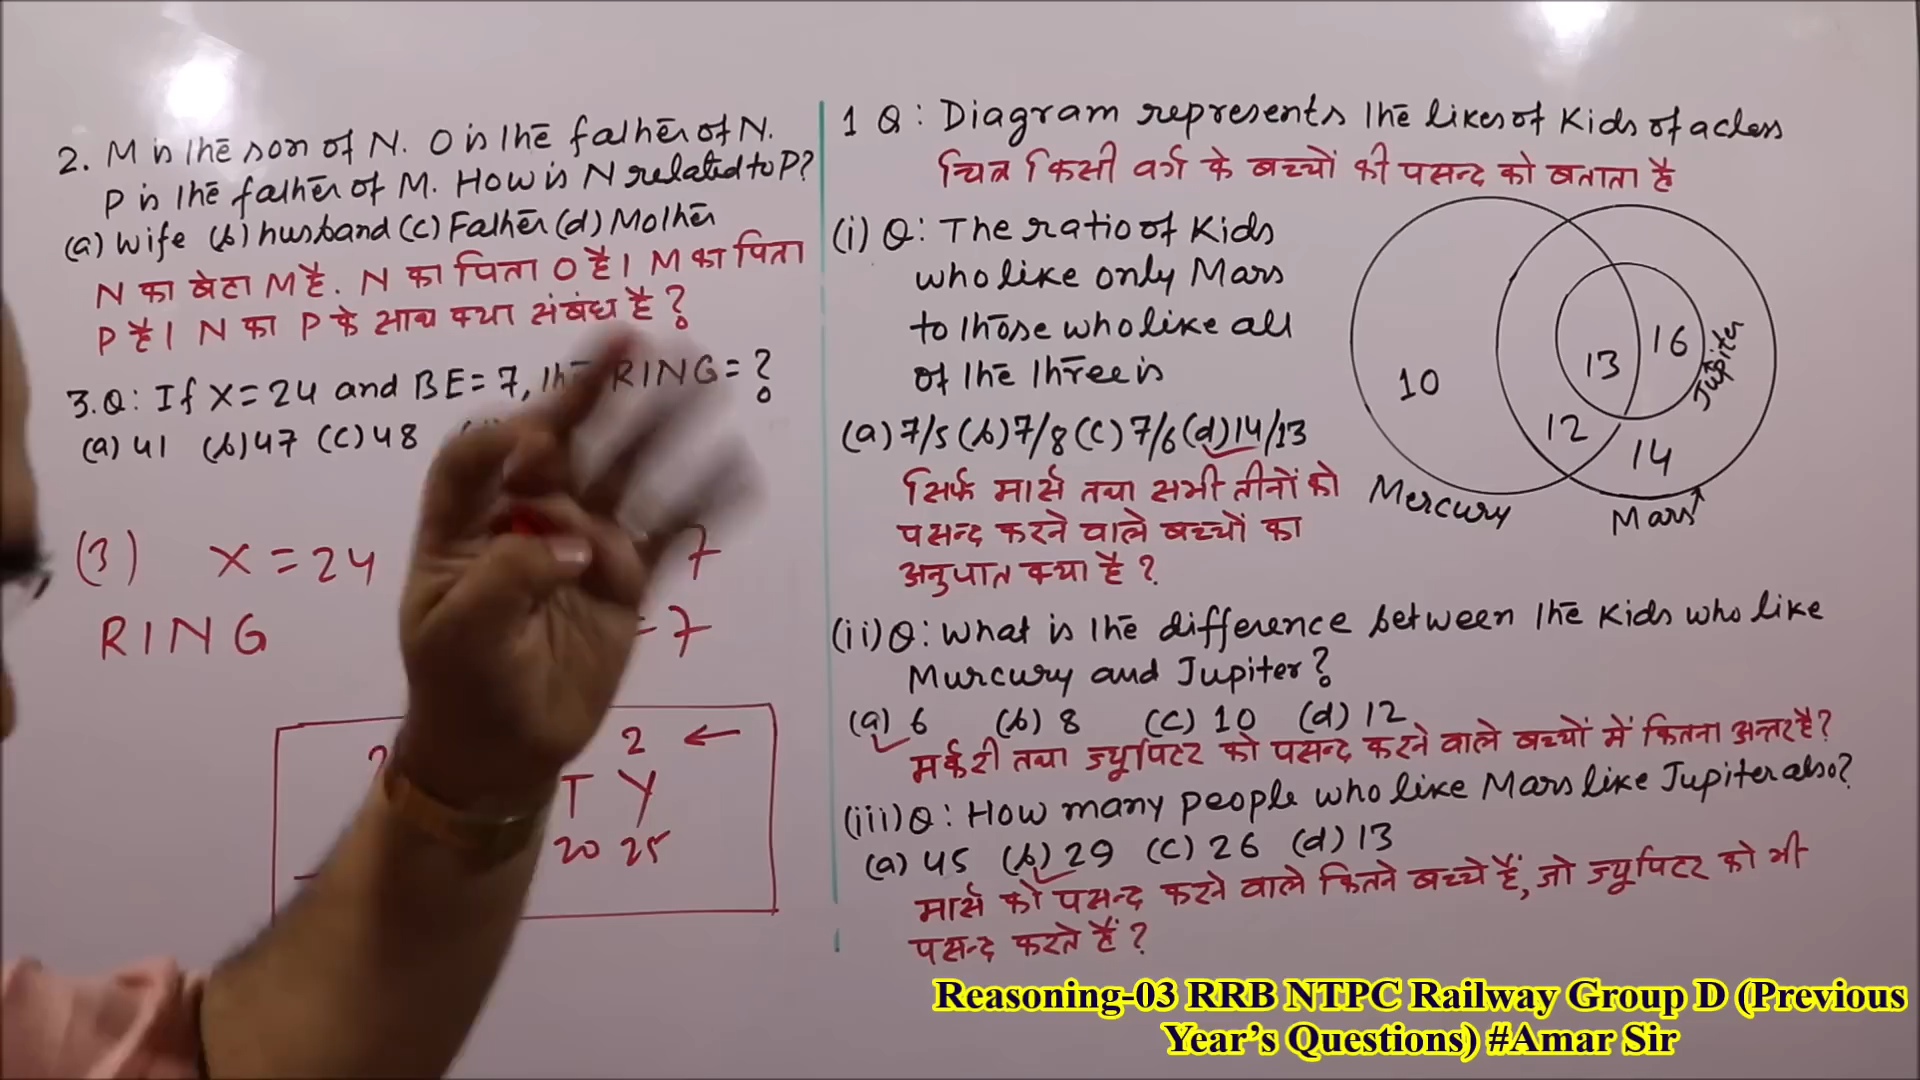 2. M is the son of N. O is the father of N.
P is the father of M. How is N related to P?
(a) wife (b) husband (c) Father (d) Mother
N का बेटा M है. N का पिता O है। M का पिता
P है। N का P के साथ क्या संबंध है?
3.Q: If X=24 and BE=7, RING=?
(a) 41 (b) 47 (c) 48
(3) X=24 7
RING =7
2 ←
T Y
20 25
1 Q: Diagram represents the likes of Kids of a class
चित्र किसी वर्ग के बच्चों की पसन्द को बताता है
(i) Q: The ratio of Kids
who like only Mars
to those who like all
of the three is
(a) 7/5 (b) 7/8 (c) 7/6 (d) 14/13
सिर्फ मार्स तथा सभी तीनों को
पसन्द करने वाले बच्चों का
अनुपात क्या है?
10
13
16
12
14
Jupiter
Mercury
Mars
(ii) Q: What is the difference between the Kids who like
Murcury and Jupiter?
(a) 6 (b) 8 (c) 10 (d) 12
मर्करी तथा ज्यूपिटर को पसन्द करने वाले बच्चों में कितना अन्तर है?
(iii) Q: How many people who like Mars like Jupiter also?
(a) 45 (b) 29 (c) 26 (d) 13
मार्स को पसन्द करने वाले कितने बच्चे हैं, जो ज्यूपिटर को भी
पसन्द करते हैं?
Reasoning-03 RRB NTPC Railway Group D (Previous
Year's Questions) #Amar Sir